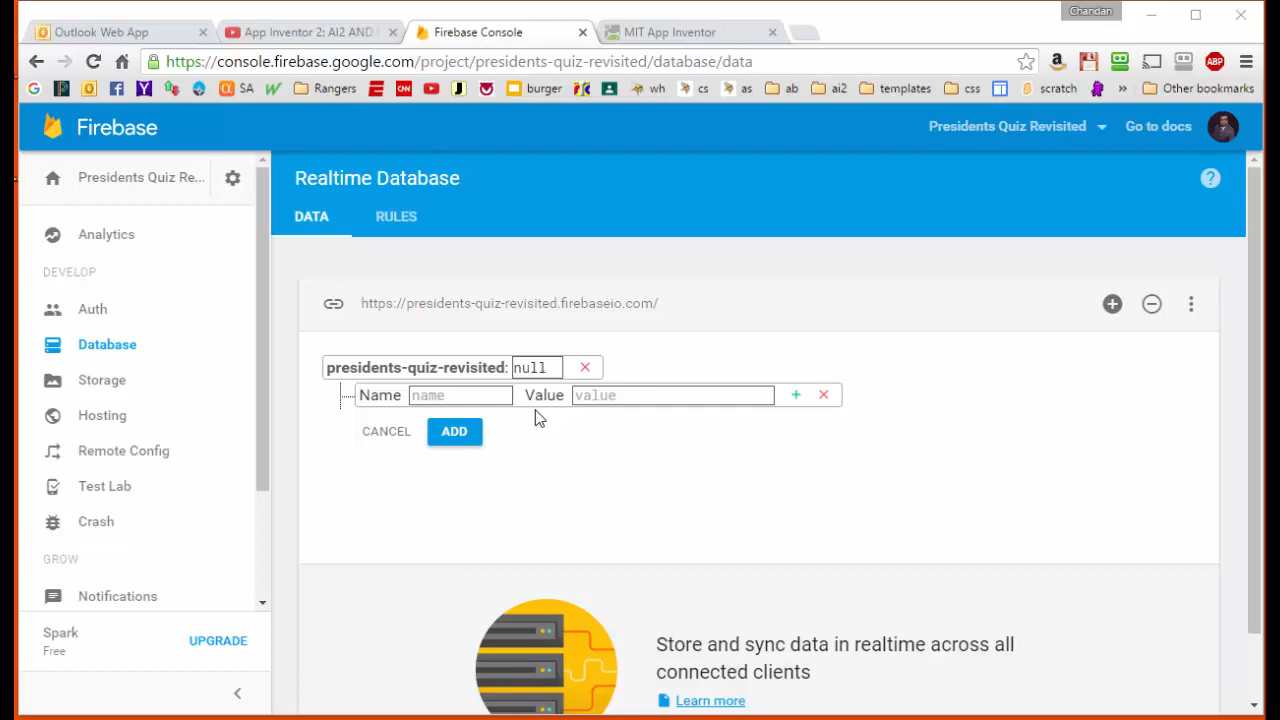 Chandan
Outlook Web App
App Inventor 2: AI2 AND
Firebase Console
MIT App Inventor
https://console.firebase.google.com/project/presidents-quiz-revisited/database/data
SA
Rangers
burger
wh
cs
as
ab
ai2
templates
css
scratch
»
Other bookmarks
Firebase
Presidents Quiz Revisited
Go to docs
Presidents Quiz Re...
Realtime Database
DATA
RULES
Analytics
DEVELOP
Auth
Database
Storage
Hosting
Remote Config
Test Lab
Crash
GROW
Notifications
Spark
Free
UPGRADE
https://presidents-quiz-revisited.firebaseio.com/
presidents-quiz-revisited: null
Name name Value value
CANCEL
ADD
Store and sync data in realtime across all
connected clients
Learn more